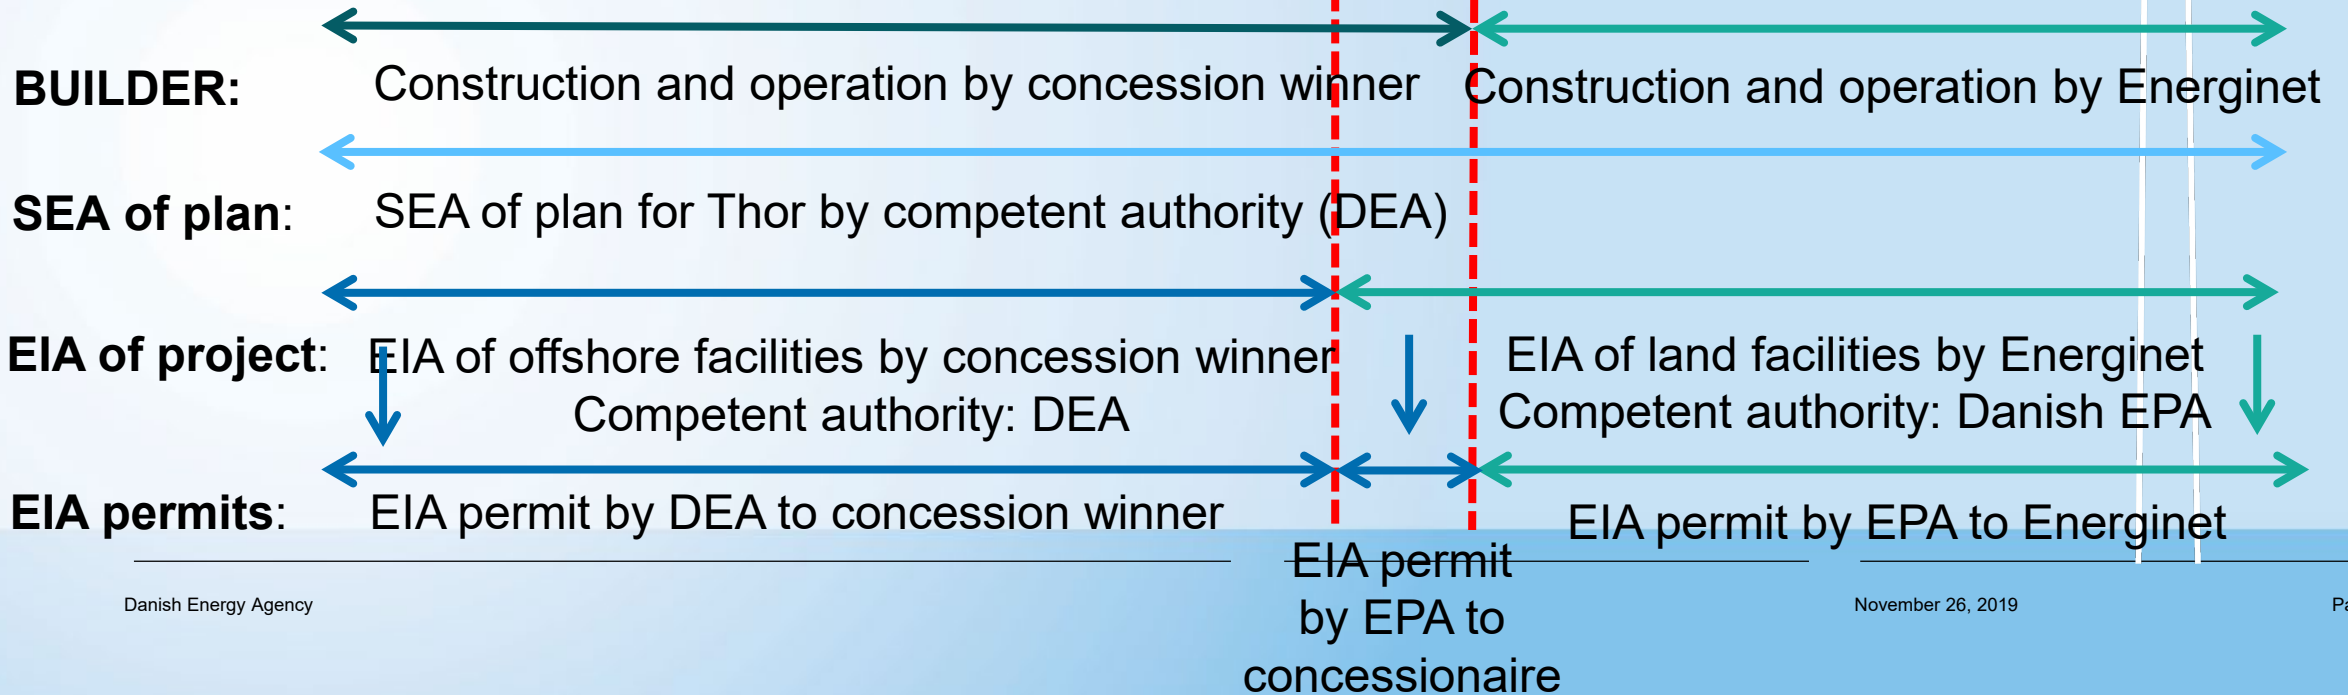 BUILDER: Construction and operation by concession winner Construction and operation by Energinet
SEA of plan: SEA of plan for Thor by competent authority (DEA)
EIA of project: EIA of offshore facilities by concession winner EIA of land facilities by Energinet
Competent authority: DEA Competent authority: Danish EPA
EIA permits: EIA permit by DEA to concession winner EIA permit by EPA to Energinet
EIA permit
by EPA to
concessionaire
Danish Energy Agency November 26, 2019